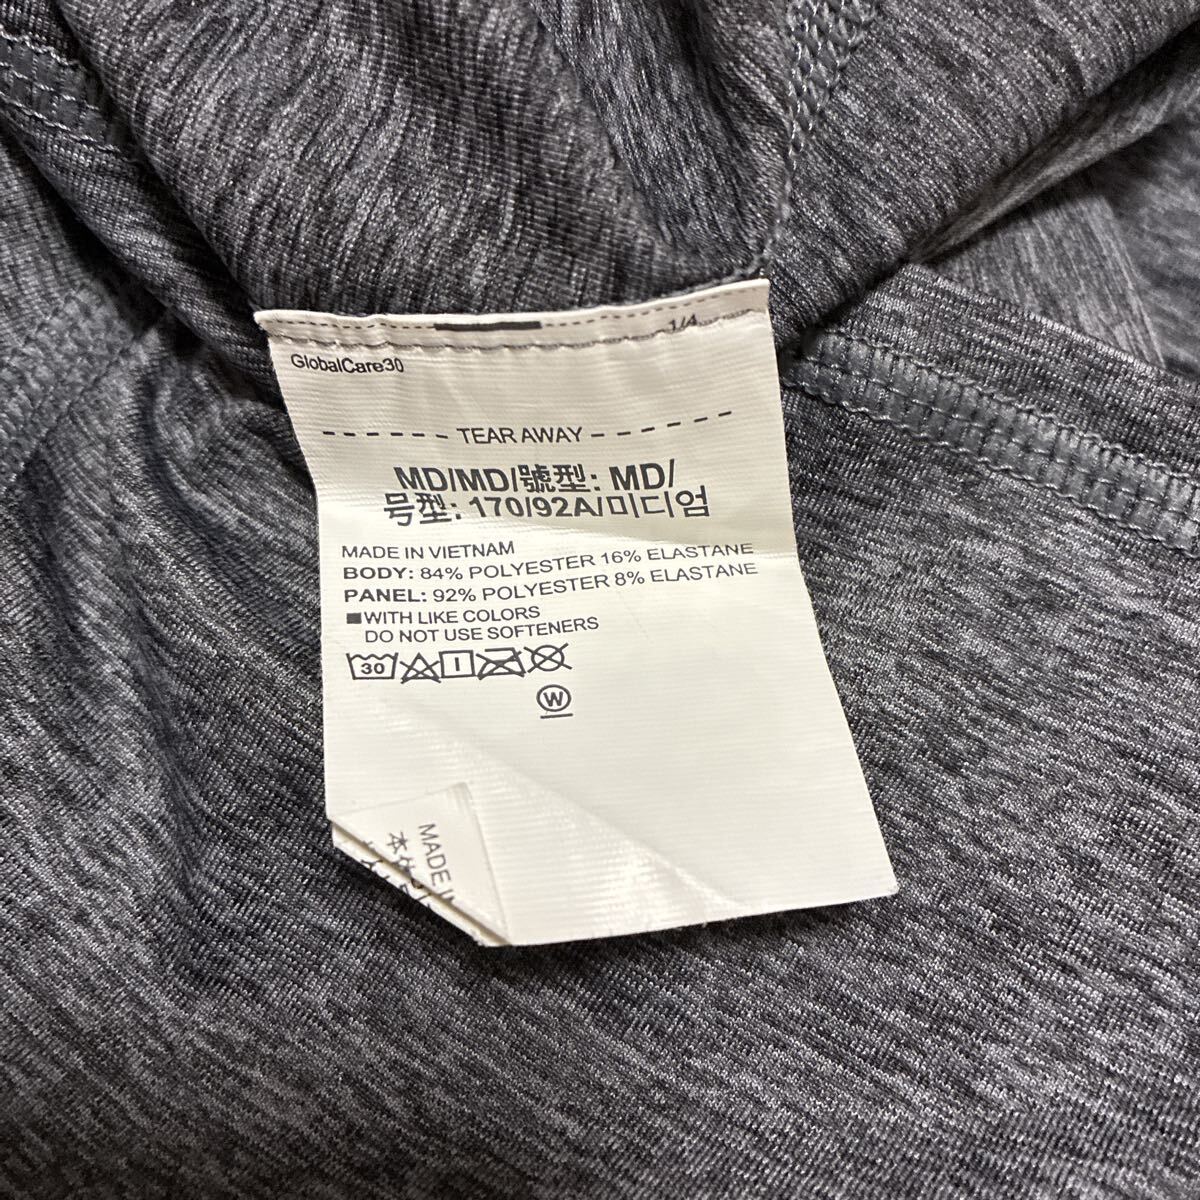 1/4
GlobalCare30
TEAR AWAY
MD/MD/號型: MD/
号型: 170/92A/미디엄
MADE IN VIETNAM
BODY: 84% POLYESTER 16% ELASTANE
PANEL: 92% POLYESTER 8% ELASTANE
WITH LIKE COLORS
DO NOT USE SOFTENERS
30
W
MADE